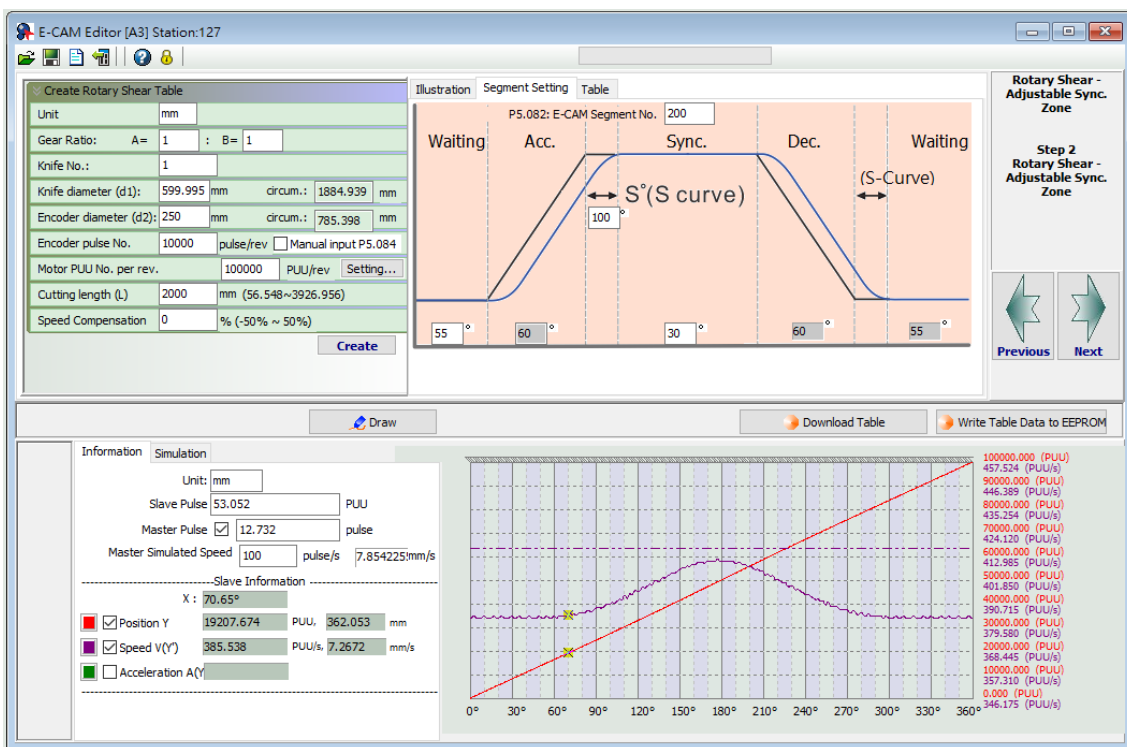 E-CAM Editor [A3] Station:127
Create Rotary Shear Table
Unit mm
Gear Ratio: A= 1 : B= 1
Knife No.: 1
Knife diameter (d1): 599.995 mm circum.: 1884.939 mm
Encoder diameter (d2): 250 mm circum.: 785.398 mm
Encoder pulse No. 10000 pulse/rev Manual input P5.084
Motor PUU No. per rev. 100000 PUU/rev Setting...
Cutting length (L) 2000 mm (56.548~3926.956)
Speed Compensation 0 % (-50% ~ 50%)
Create
Illustration Segment Setting Table
P5.082: E-CAM Segment No. 200
Waiting Acc. Sync. Dec. Waiting
S°(S curve)
(S-Curve)
100 °
55 ° 60 ° 30 ° 60 ° 55 °
Rotary Shear -
Adjustable Sync.
Zone
Step 2
Rotary Shear -
Adjustable Sync.
Zone
Previous Next
Draw Download Table Write Table Data to EEPROM
Information Simulation
Unit: mm
Slave Pulse 53.052 PUU
Master Pulse 12.732 pulse
Master Simulated Speed 100 pulse/s 7.854225!mm/s
Slave Information
X : 70.65°
Position Y 19207.674 PUU, 362.053 mm
Speed V(Y') 385.538 PUU/s, 7.2672 mm/s
Acceleration A(Y
100000.000 (PUU)
457.524 (PUU/s)
90000.000 (PUU)
446.389 (PUU/s)
80000.000 (PUU)
435.254 (PUU/s)
70000.000 (PUU)
424.120 (PUU/s)
60000.000 (PUU)
412.985 (PUU/s)
50000.000 (PUU)
401.850 (PUU/s)
40000.000 (PUU)
390.715 (PUU/s)
30000.000 (PUU)
379.580 (PUU/s)
20000.000 (PUU)
368.445 (PUU/s)
10000.000 (PUU)
357.310 (PUU/s)
0.000 (PUU)
346.175 (PUU/s)
0° 30° 60° 90° 120° 150° 180° 210° 240° 270° 300° 330° 360°